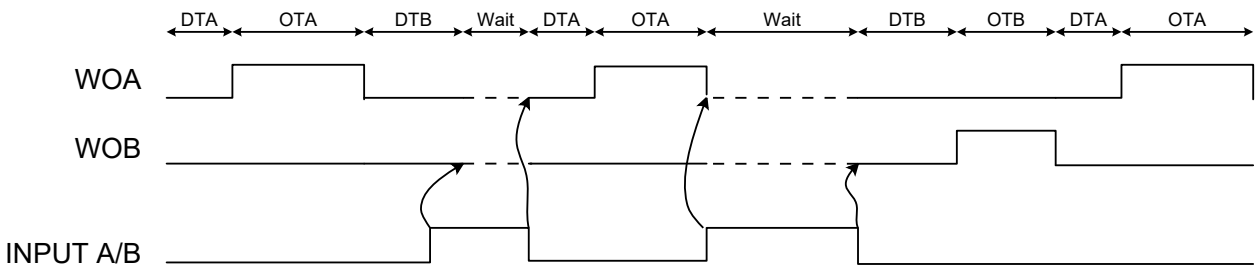 DTA OTA DTB Wait DTA OTA Wait DTB OTB DTA OTA
WOA
WOB
INPUT A/B